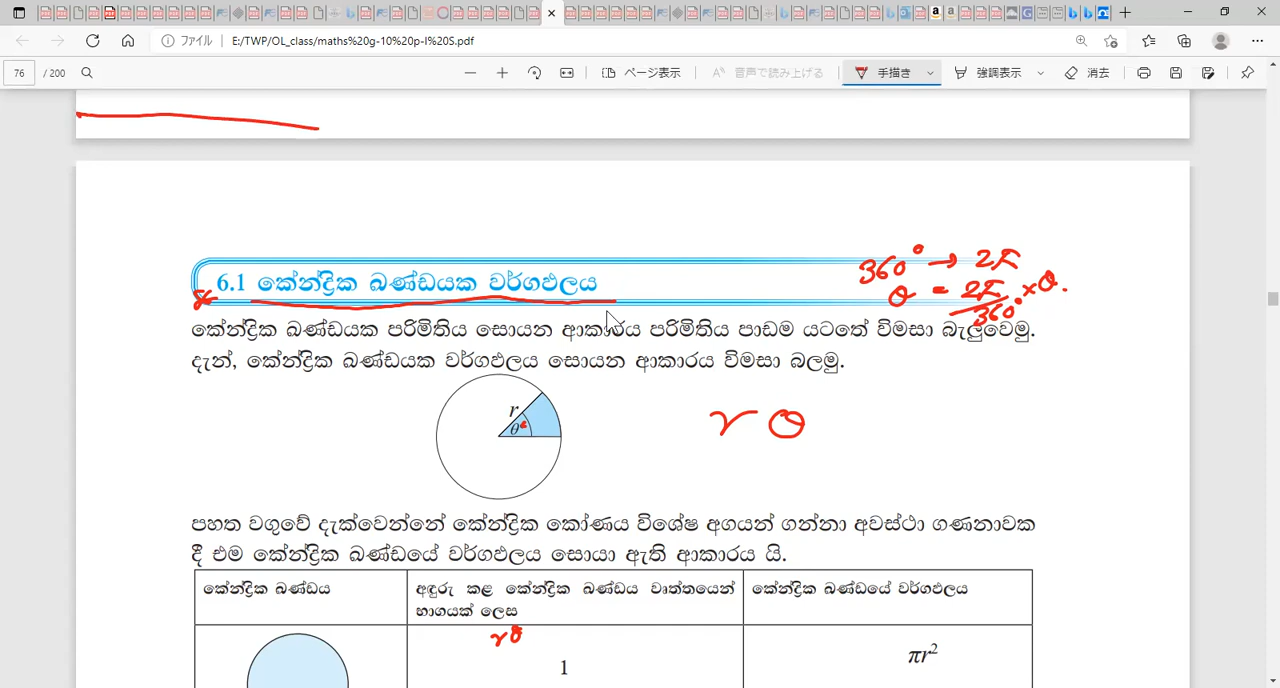 ファイル E:/TWP/OL_class/maths%20g-10%20p-I%20S.pdf
76 / 200 ページ表示 音声で読み上げる 手描き 強調表示 消去
360° → 2π
6.1 කේන්ද්‍රික ඛණ්ඩයක වර්ගඵලය
θ = 2π/360° × θ.
කේන්ද්‍රික ඛණ්ඩයක පරිමිතිය සොයන ආකාරය පරිමිතිය පාඩම යටතේ විමසා බැලුවෙමු.
දැන්, කේන්ද්‍රික ඛණ්ඩයක වර්ගඵලය සොයන ආකාරය විමසා බලමු.
r
θ
r θ
පහත වගුවේ දැක්වෙන්නේ කේන්ද්‍රික කෝණය විශේෂ අගයන් ගන්නා අවස්ථා ගණනාවක
දී එම කේන්ද්‍රික ඛණ්ඩයේ වර්ගඵලය සොයා ඇති ආකාරය යි.
කේන්ද්‍රික ඛණ්ඩය
අඳුරු කළ කේන්ද්‍රික ඛණ්ඩය වෘත්තයෙන්
භාගයක් ලෙස
කේන්ද්‍රික ඛණ්ඩයේ වර්ගඵලය
rθ
1
πr²